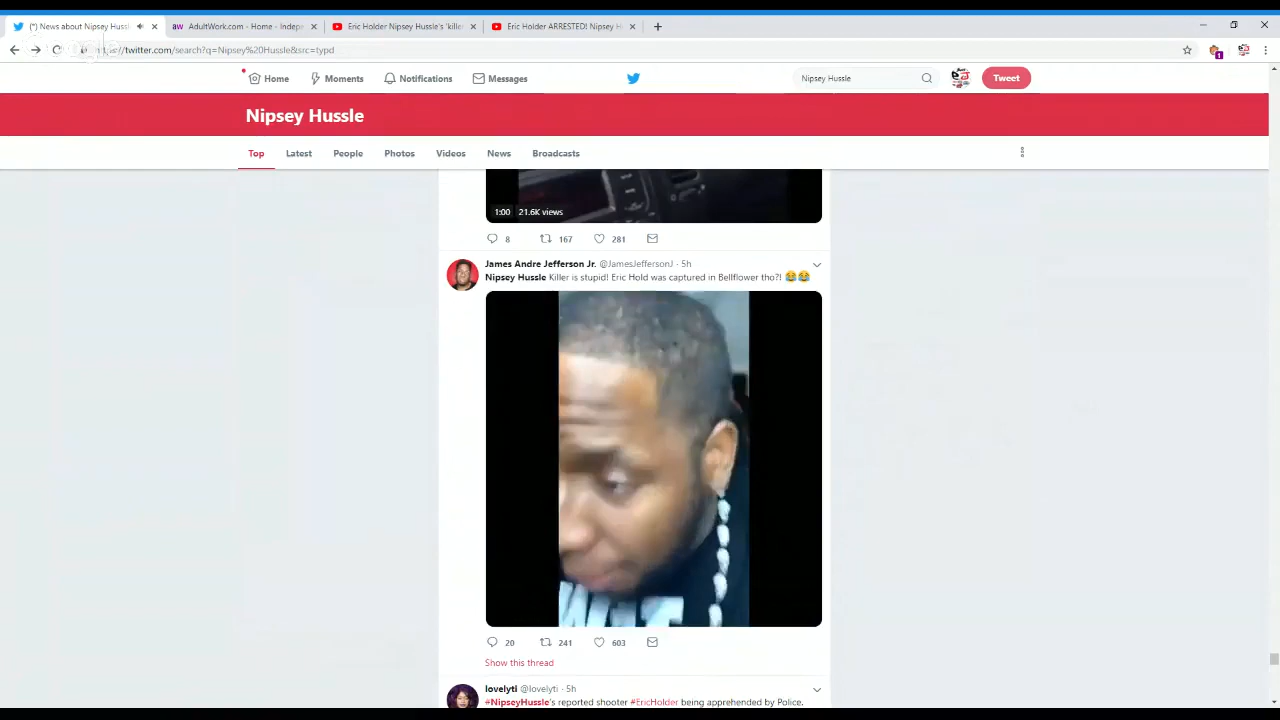 (*) News about Nipsey Hussl
AdultWork.com - Home - Indepe
Eric Holder Nipsey Hussle's 'killer
Eric Holder ARRESTED! Nipsey H
//twitter.com/search?q=Nipsey%20Hussle&src=typd
Home
Moments
Notifications
Messages
Nipsey Hussle
Tweet
Nipsey Hussle
Top
Latest
People
Photos
Videos
News
Broadcasts
1:00 21.6K views
8 167 281
James Andre Jefferson Jr. @JamesJeffersonJ · 5h
Nipsey Hussle Killer is stupid! Eric Hold was captured in Bellflower tho?! 😂😂
20 241 603
Show this thread
lovelyti @lovelyti · 5h
#NipseyHussle's reported shooter #EricHolder being apprehended by Police.